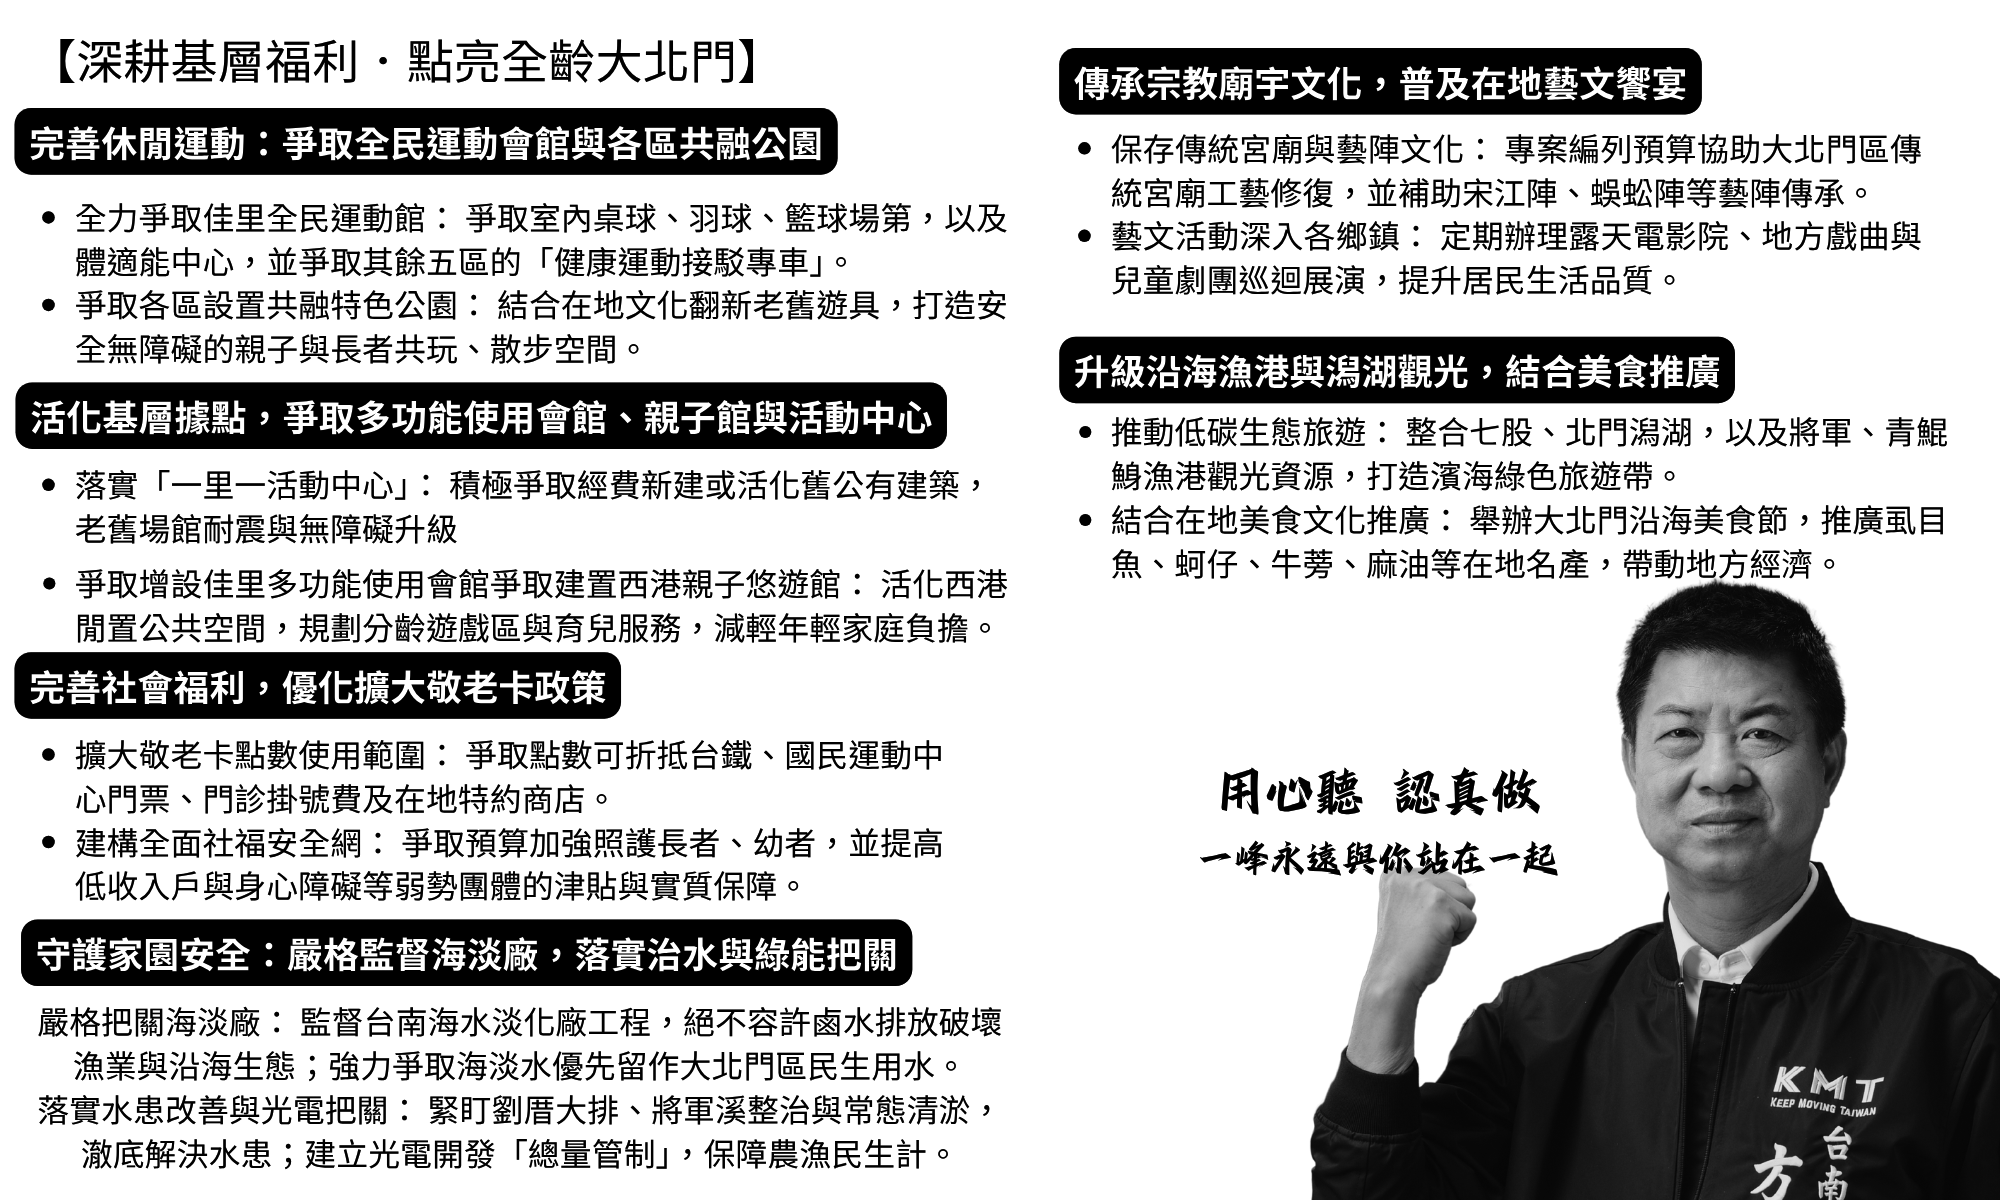 【深耕基層福利．點亮全齡大北門】
完善休閒運動：爭取全民運動會館與各區共融公園
全力爭取佳里全民運動館： 爭取室內桌球、羽球、籃球場第，以及
體適能中心，並爭取其餘五區的「健康運動接駁專車」。
爭取各區設置共融特色公園： 結合在地文化翻新老舊遊具，打造安
全無障礙的親子與長者共玩、散步空間。
活化基層據點，爭取多功能使用會館、親子館與活動中心
落實「一里一活動中心」： 積極爭取經費新建或活化舊公有建築，
老舊場館耐震與無障礙升級
爭取增設佳里多功能使用會館爭取建置西港親子悠遊館： 活化西港
閒置公共空間，規劃分齡遊戲區與育兒服務，減輕年輕家庭負擔。
完善社會福利，優化擴大敬老卡政策
擴大敬老卡點數使用範圍： 爭取點數可折抵台鐵、國民運動中
心門票、門診掛號費及在地特約商店。
建構全面社福安全網： 爭取預算加強照護長者、幼者，並提高
低收入戶與身心障礙等弱勢團體的津貼與實質保障。
守護家園安全：嚴格監督海淡廠，落實治水與綠能把關
嚴格把關海淡廠： 監督台南海水淡化廠工程，絕不容許鹵水排放破壞
漁業與沿海生態；強力爭取海淡水優先留作大北門區民生用水。
落實水患改善與光電把關： 緊盯劉厝大排、將軍溪整治與常態清淤，
澈底解決水患；建立光電開發「總量管制」，保障農漁民生計。
傳承宗教廟宇文化，普及在地藝文饗宴
保存傳統宮廟與藝陣文化： 專案編列預算協助大北門區傳
統宮廟工藝修復，並補助宋江陣、蜈蚣陣等藝陣傳承。
藝文活動深入各鄉鎮： 定期辦理露天電影院、地方戲曲與
兒童劇團巡迴展演，提升居民生活品質。
升級沿海漁港與潟湖觀光，結合美食推廣
推動低碳生態旅遊： 整合七股、北門潟湖，以及將軍、青鯤
鯓漁港觀光資源，打造濱海綠色旅遊帶。
結合在地美食文化推廣： 舉辦大北門沿海美食節，推廣虱目
魚、蚵仔、牛蒡、麻油等在地名產，帶動地方經濟。
用心聽 認真做
一峰永遠與你站在一起
KMT
KEEP MOVING TAIWAN
台南
方